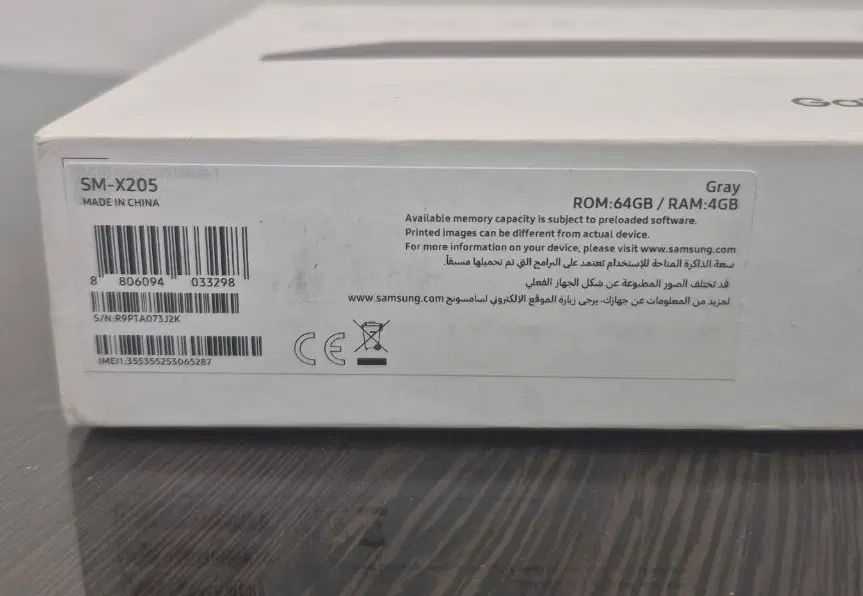 SM-X205
MADE IN CHINA
8 806094 033298
S/N:R9PTA073J2K
IMEI1.355355253065287
CE
Gray
ROM:64GB / RAM:4GB
Available memory capacity is subject to preloaded software.
Printed images can be different from actual device.
For more information on your device, please visit www.samsung.com
سعة الذاكرة المتاحة للإستخدام تعتمد على البرامج التي تم تحميلها مسبقاً.
قد تختلف الصور المطبوعة عن شكل الجهاز الفعلي
لمزيد من المعلومات عن جهازك، يرجى زيارة الموقع الالكتروني لسامسونج www.samsung.com